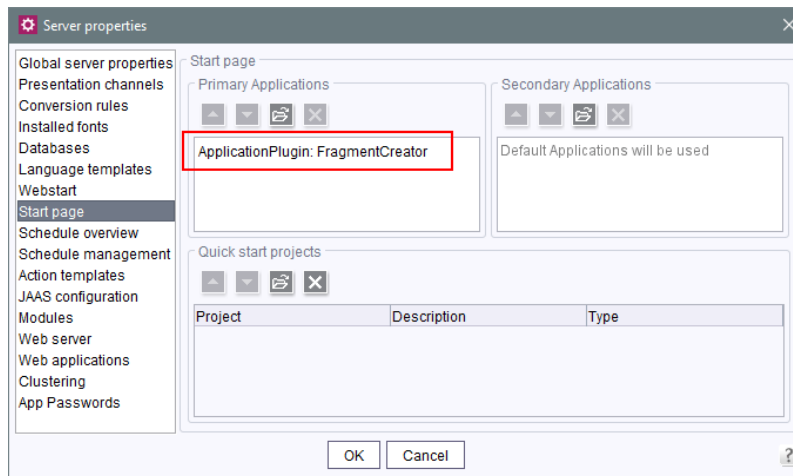 Server properties
Global server properties
Presentation channels
Conversion rules
Installed fonts
Databases
Language templates
Webstart
Start page
Schedule overview
Schedule management
Action templates
JAAS configuration
Modules
Web server
Web applications
Clustering
App Passwords
Start page
Primary Applications
ApplicationPlugin: FragmentCreator
Secondary Applications
Default Applications will be used
Quick start projects
Project Description Type
OK Cancel
?